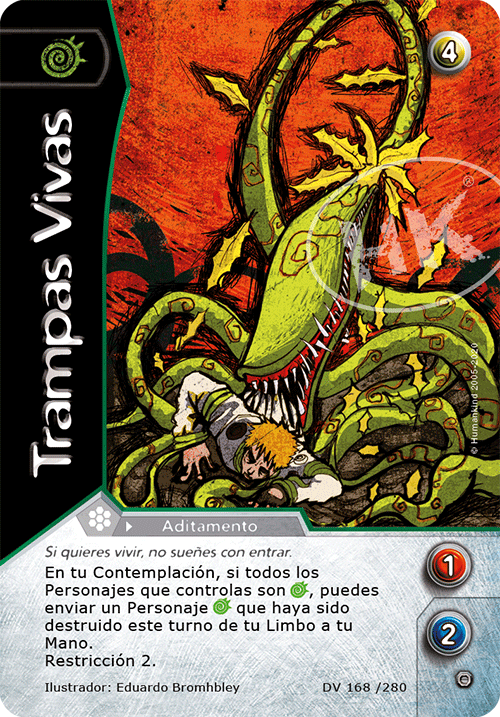 Trampas Vivas
4
HK®
© Humankind 2005-2020
Aditamento
Si quieres vivir, no sueñes con entrar.
En tu Contemplación, si todos los
Personajes que controlas son , puedes
enviar un Personaje que haya sido
destruido este turno de tu Limbo a tu
Mano.
Restricción 2.
1
2
Ilustrador: Eduardo Bromhbley DV 168 /280